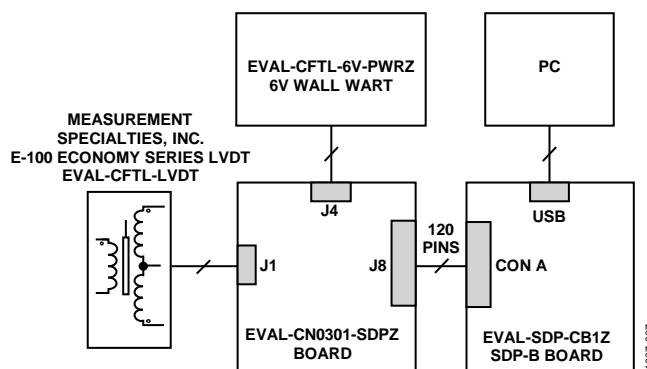 EVAL-CFTL-6V-PWRZ
6V WALL WART
PC
MEASUREMENT
SPECIALTIES, INC.
E-100 ECONOMY SERIES LVDT
EVAL-CFTL-LVDT
J4
USB
J1
J8
120
PINS
CON A
EVAL-CN0301-SDPZ
BOARD
EVAL-SDP-CB1Z
SDP-B BOARD